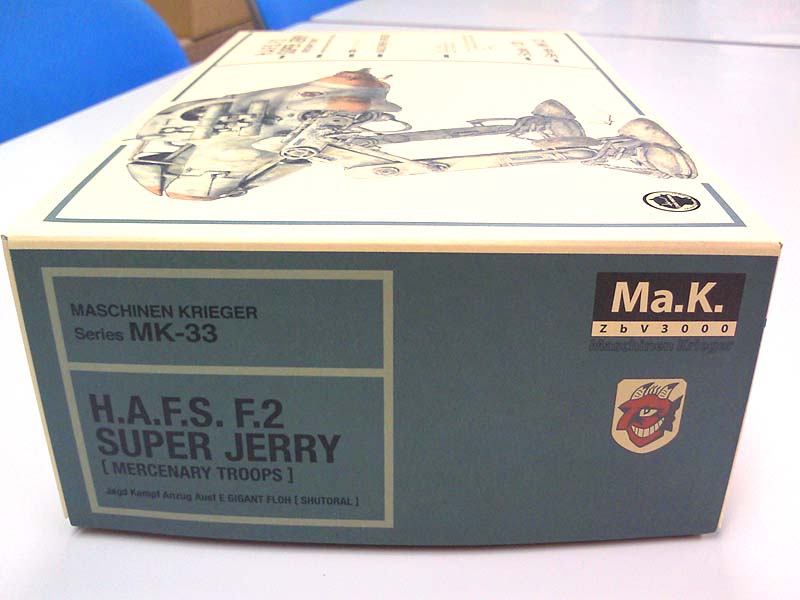 MASCHINEN KRIEGER
Series MK-33
H.A.F.S. F.2
SUPER JERRY
[ MERCENARY TROOPS ]
Jagd Kampf Anzug Ausf E GIGANT FLOH [ SHUTORAL ]
Ma.K.
ZbV3000
Maschinen Krieger